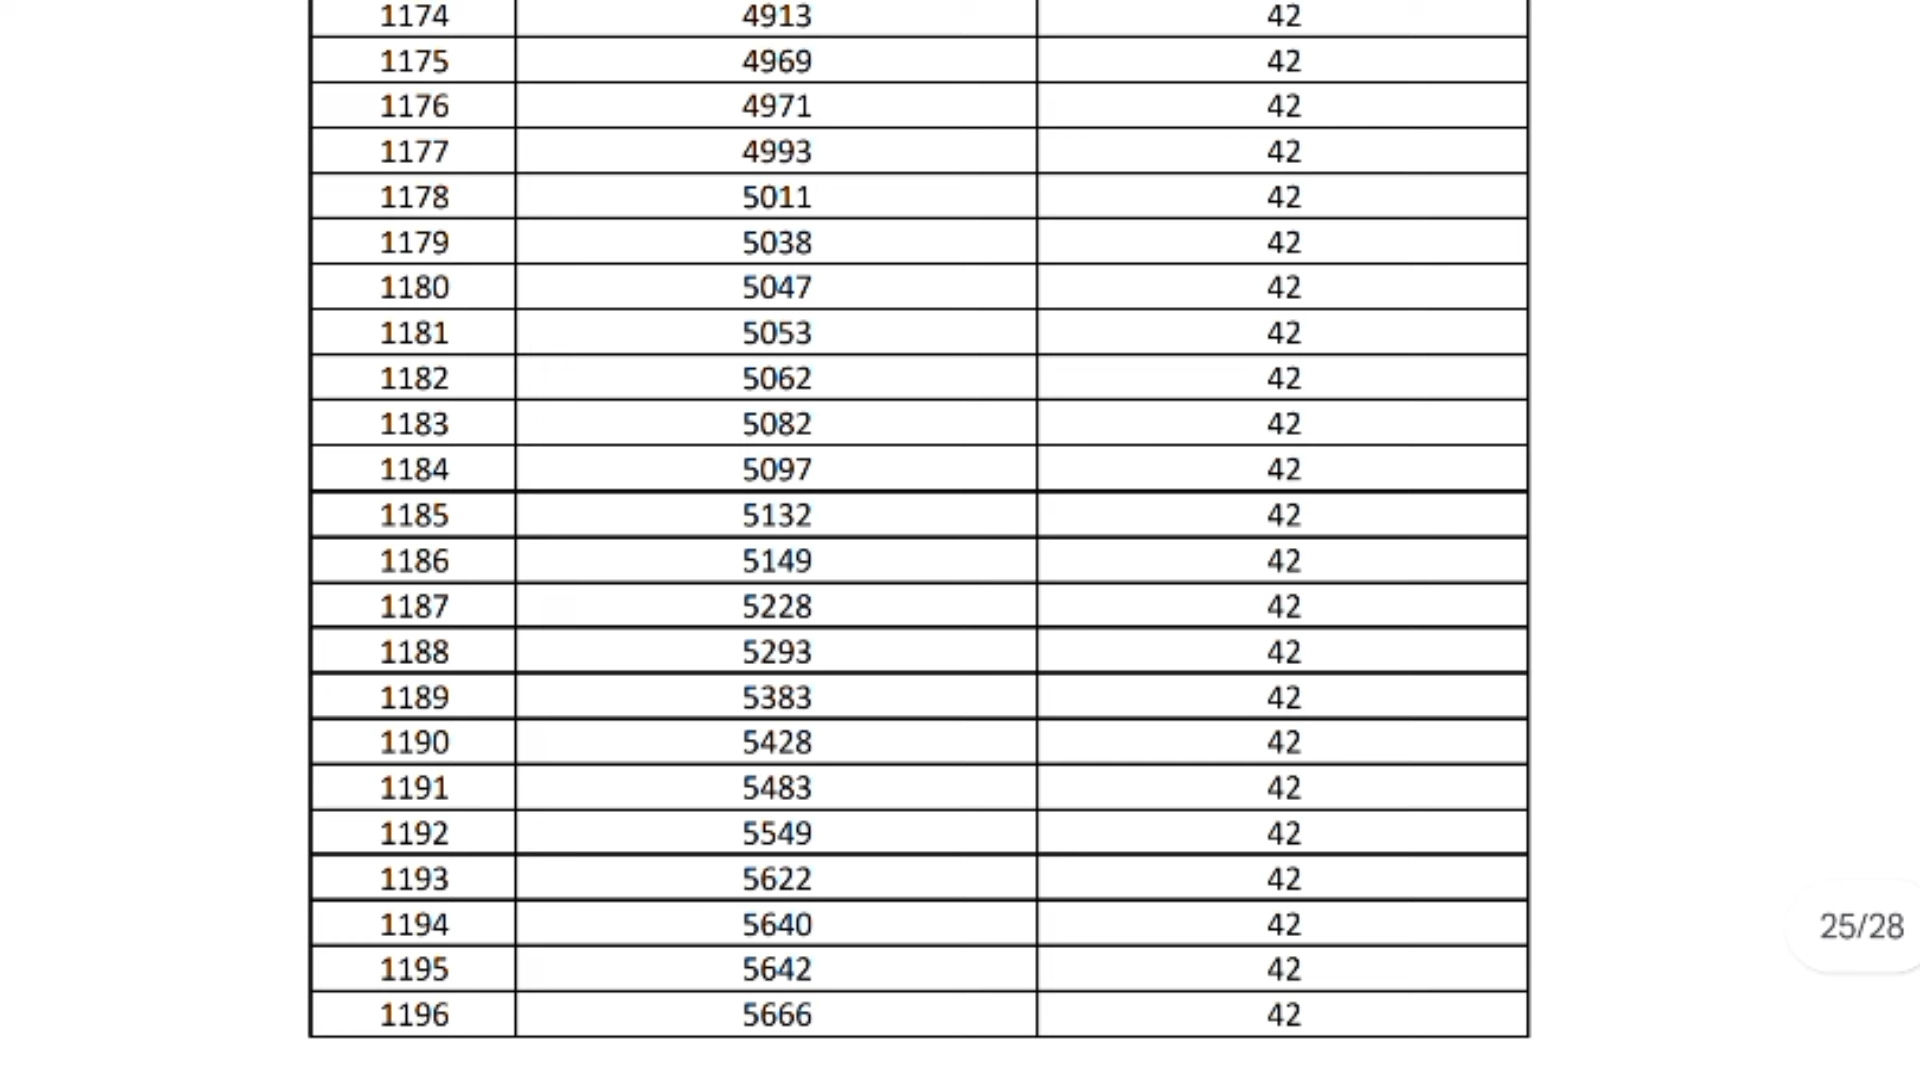 1174 4913 42
1175 4969 42
1176 4971 42
1177 4993 42
1178 5011 42
1179 5038 42
1180 5047 42
1181 5053 42
1182 5062 42
1183 5082 42
1184 5097 42
1185 5132 42
1186 5149 42
1187 5228 42
1188 5293 42
1189 5383 42
1190 5428 42
1191 5483 42
1192 5549 42
1193 5622 42
1194 5640 42
1195 5642 42
1196 5666 42
25/28